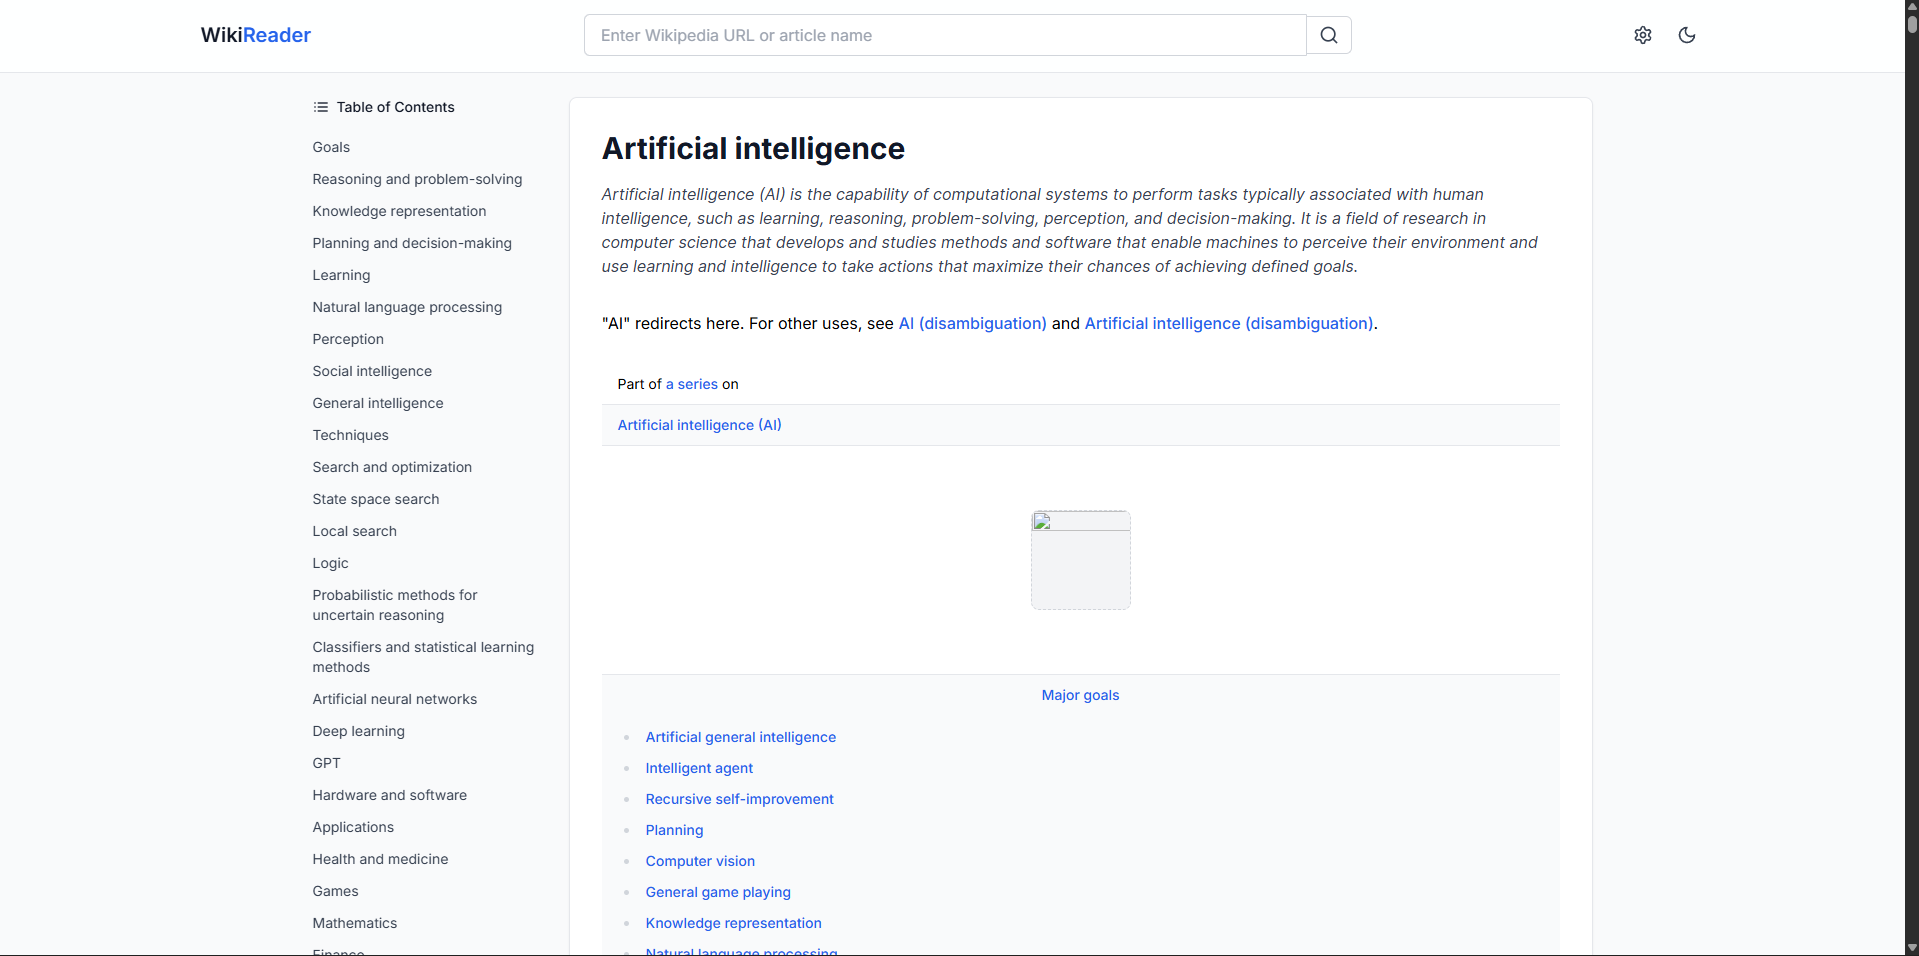 WikiReader
Enter Wikipedia URL or article name
Table of Contents
Goals
Reasoning and problem-solving
Knowledge representation
Planning and decision-making
Learning
Natural language processing
Perception
Social intelligence
General intelligence
Techniques
Search and optimization
State space search
Local search
Logic
Probabilistic methods for
uncertain reasoning
Classifiers and statistical learning
methods
Artificial neural networks
Deep learning
GPT
Hardware and software
Applications
Health and medicine
Games
Mathematics
Finance
Artificial intelligence
Artificial intelligence (AI) is the capability of computational systems to perform tasks typically associated with human
intelligence, such as learning, reasoning, problem-solving, perception, and decision-making. It is a field of research in
computer science that develops and studies methods and software that enable machines to perceive their environment and
use learning and intelligence to take actions that maximize their chances of achieving defined goals.
"AI" redirects here. For other uses, see AI (disambiguation) and Artificial intelligence (disambiguation).
Part of a series on
Artificial intelligence (AI)
Major goals
Artificial general intelligence
Intelligent agent
Recursive self-improvement
Planning
Computer vision
General game playing
Knowledge representation
Natural language processing